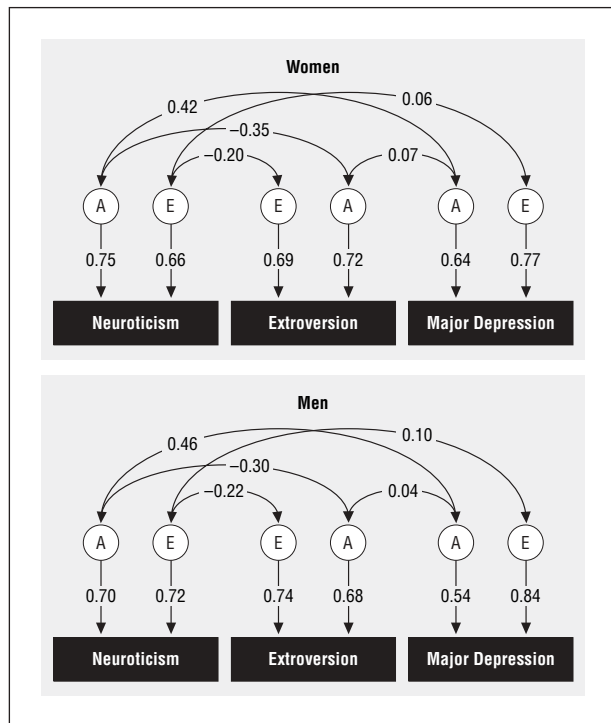 Women
0.42 0.06
−0.35
−0.20 0.07
A E E A A E
0.75 0.66 0.69 0.72 0.64 0.77
Neuroticism Extroversion Major Depression
Men
0.46 0.10
−0.30
−0.22 0.04
A E E A A E
0.70 0.72 0.74 0.68 0.54 0.84
Neuroticism Extroversion Major Depression